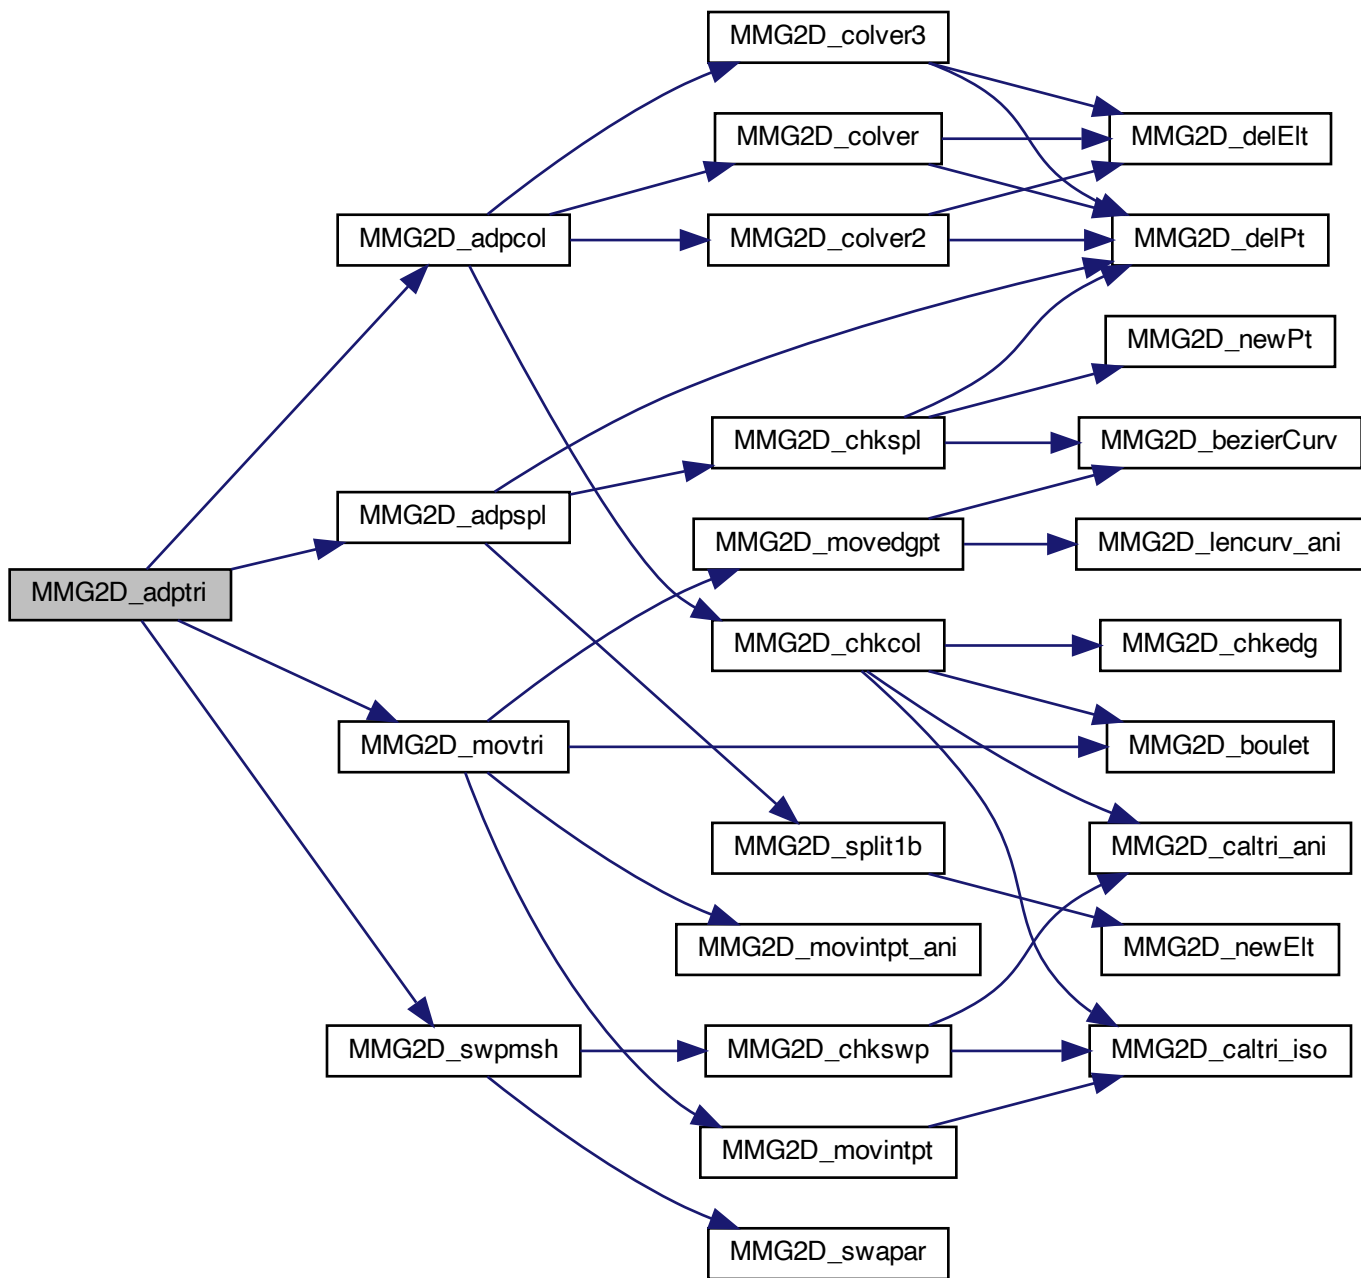 MMG2D_colver3
MMG2D_colver
MMG2D_delElt
MMG2D_adpcol
MMG2D_colver2
MMG2D_delPt
MMG2D_newPt
MMG2D_chkspl
MMG2D_bezierCurv
MMG2D_adpspl
MMG2D_movedgpt
MMG2D_lencurv_ani
MMG2D_adptri
MMG2D_chkcol
MMG2D_chkedg
MMG2D_movtri
MMG2D_boulet
MMG2D_split1b
MMG2D_caltri_ani
MMG2D_movintpt_ani
MMG2D_newElt
MMG2D_swpmsh
MMG2D_chkswp
MMG2D_caltri_iso
MMG2D_movintpt
MMG2D_swapar